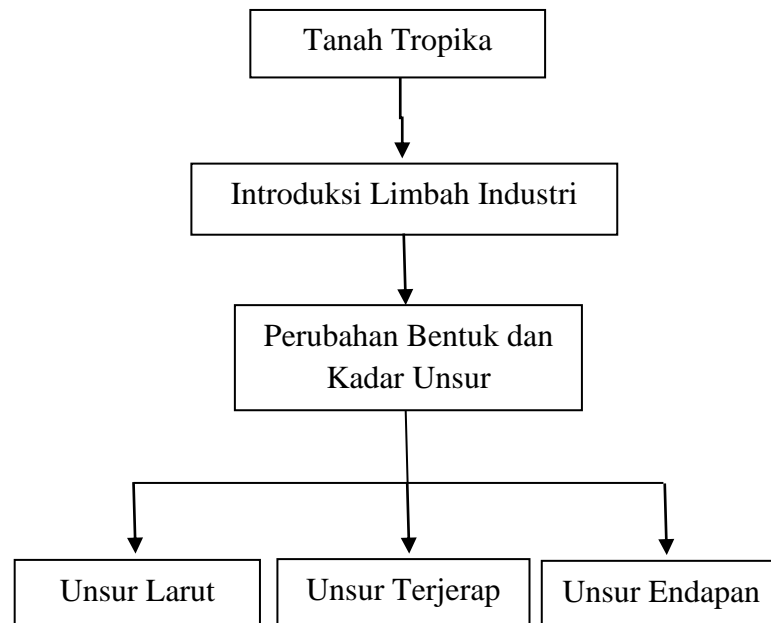 Tanah Tropika
Introduksi Limbah Industri
Perubahan Bentuk dan
Kadar Unsur
Unsur Larut
Unsur Terjerap
Unsur Endapan